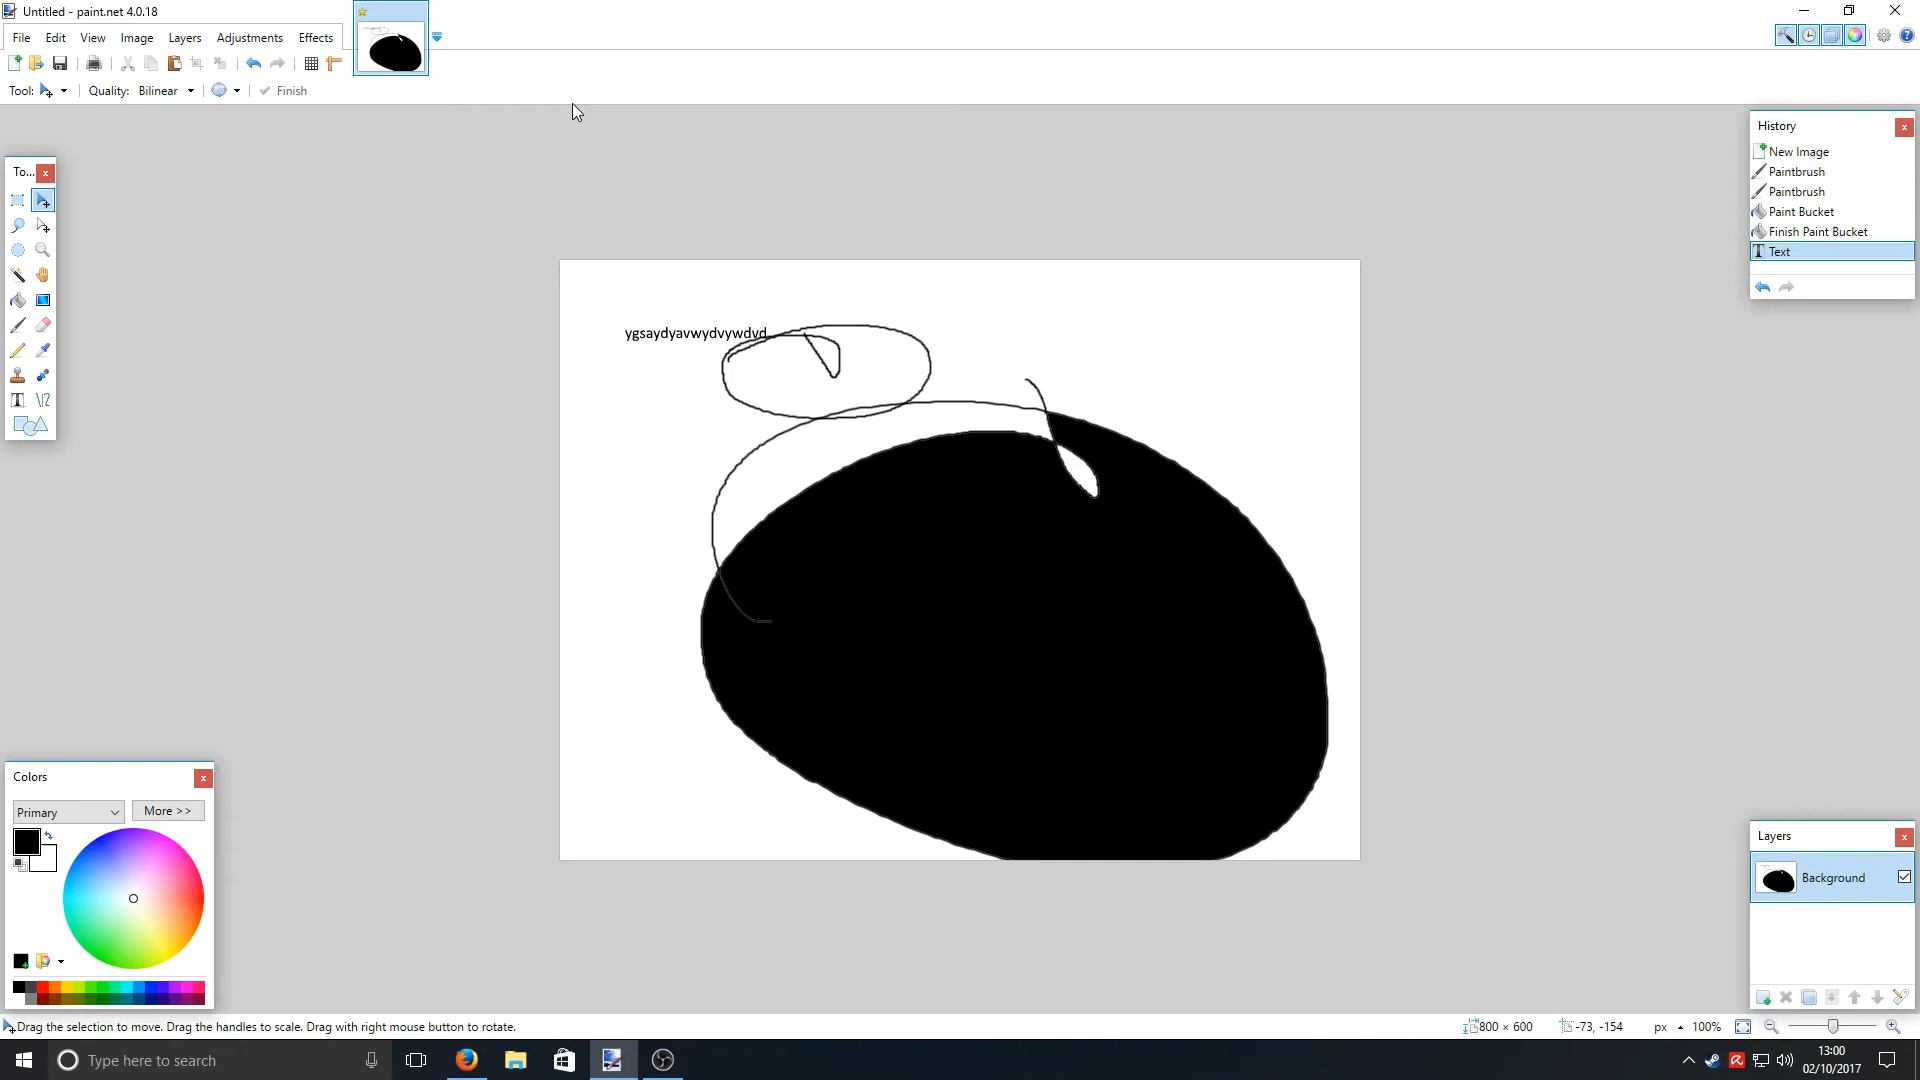 Untitled - paint.net 4.0.18
File Edit View Image Layers Adjustments Effects
Tool: Quality: Bilinear Finish
To...
History
New Image
Paintbrush
Paintbrush
Paint Bucket
Finish Paint Bucket
T Text
ygsaydyavwydvywdvd
Colors
Primary More >>
Layers
Background
Drag the selection to move. Drag the handles to scale. Drag with right mouse button to rotate.
800 × 600 -73, -154 px 100%
Type here to search
13:00
02/10/2017